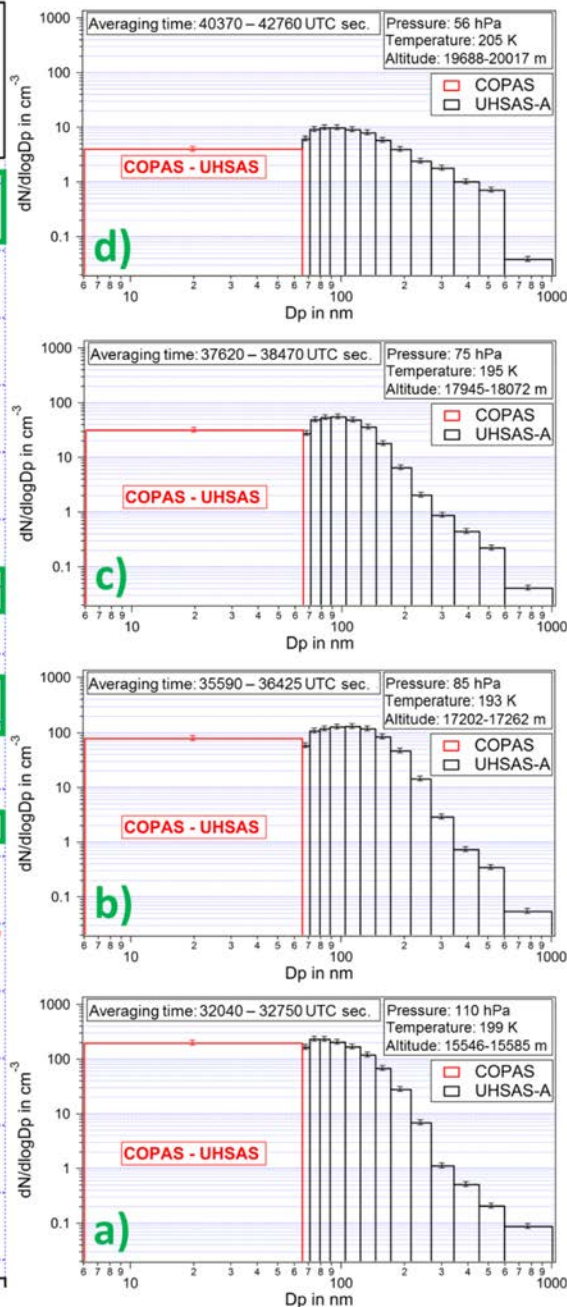 Averaging time: 40370 – 42760 UTC sec.
Pressure: 56 hPa
Temperature: 205 K
Altitude: 19688-20017 m
COPAS
UHSAS-A
COPAS - UHSAS
d)
dN/dlogDp in cm-3
1000
100
10
1
0.1
6 7 8 9 2 3 4 5 6 7 8 9 2 3 4 5 6 7 8 9
10 100 1000
Dp in nm
Averaging time: 37620 – 38470 UTC sec.
Pressure: 75 hPa
Temperature: 195 K
Altitude: 17945-18072 m
COPAS
UHSAS-A
COPAS - UHSAS
c)
dN/dlogDp in cm-3
1000
100
10
1
0.1
6 7 8 9 2 3 4 5 6 7 8 9 2 3 4 5 6 7 8 9
10 100 1000
Dp in nm
Averaging time: 35590 – 36425 UTC sec.
Pressure: 85 hPa
Temperature: 193 K
Altitude: 17202-17262 m
COPAS
UHSAS-A
COPAS - UHSAS
b)
dN/dlogDp in cm-3
1000
100
10
1
0.1
6 7 8 9 2 3 4 5 6 7 8 9 2 3 4 5 6 7 8 9
10 100 1000
Dp in nm
Averaging time: 32040 – 32750 UTC sec.
Pressure: 110 hPa
Temperature: 199 K
Altitude: 15546-15585 m
COPAS
UHSAS-A
COPAS - UHSAS
a)
dN/dlogDp in cm-3
1000
100
10
1
0.1
6 7 8 9 2 3 4 5 6 7 8 9 2 3 4 5 6 7 8 9
10 100 1000
Dp in nm